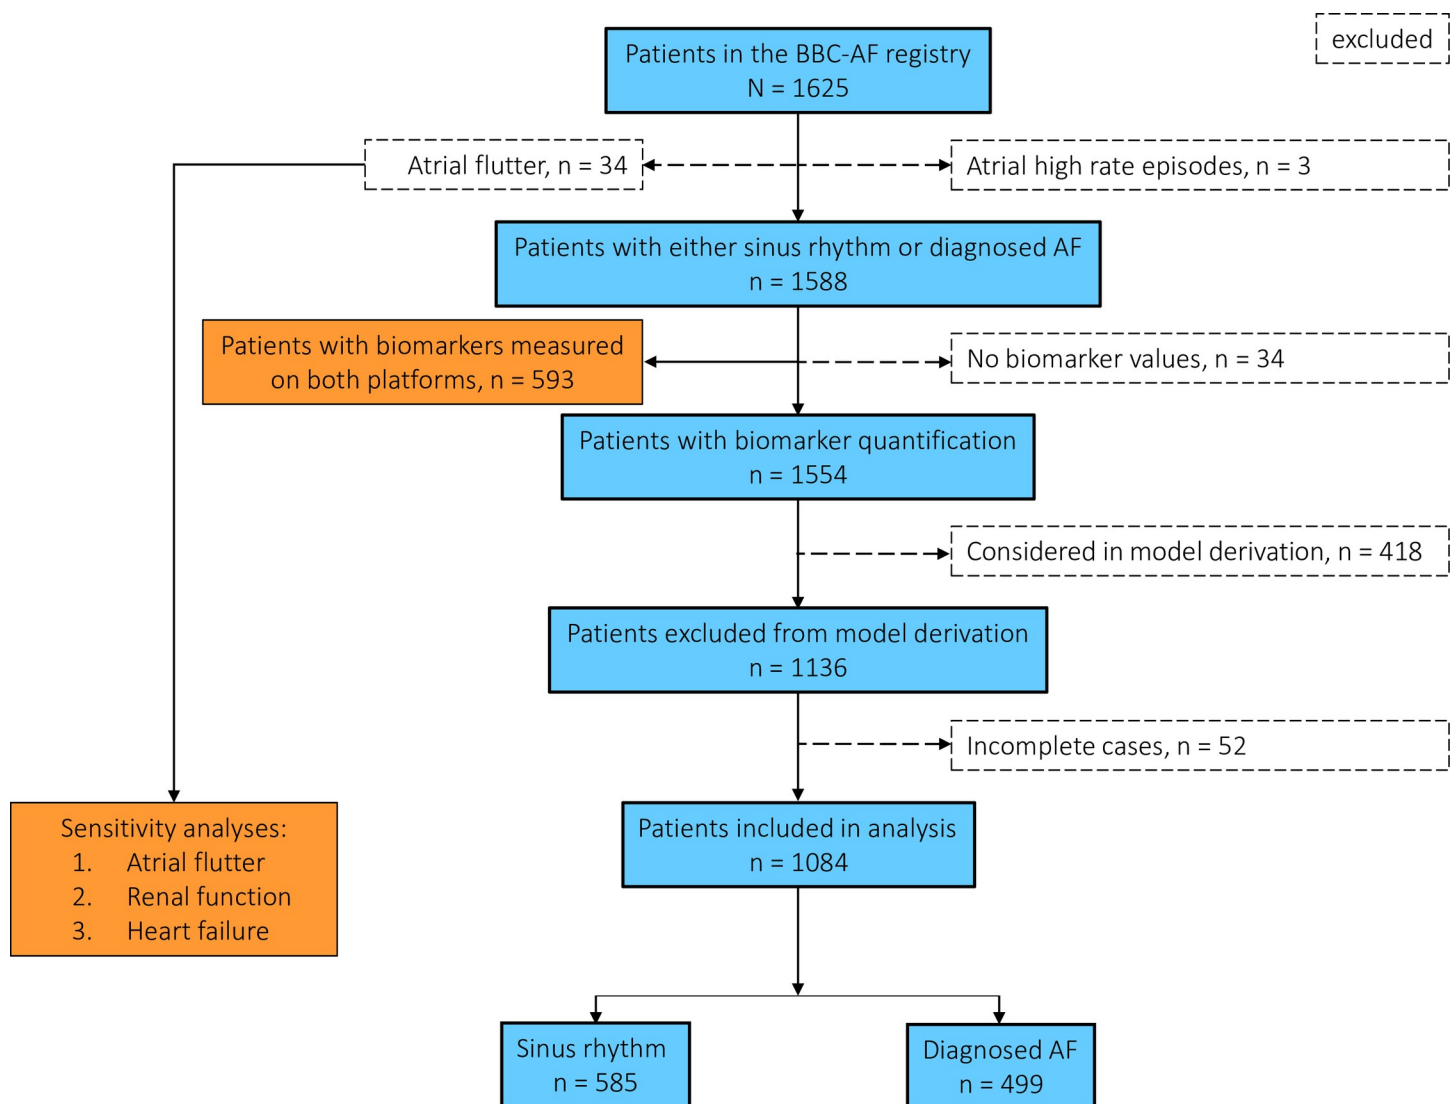 excluded
Patients in the BBC-AF registry
N = 1625
Atrial flutter, n = 34
Atrial high rate episodes, n = 3
Patients with either sinus rhythm or diagnosed AF
n = 1588
Patients with biomarkers measured
on both platforms, n = 593
No biomarker values, n = 34
Patients with biomarker quantification
n = 1554
Considered in model derivation, n = 418
Patients excluded from model derivation
n = 1136
Incomplete cases, n = 52
Sensitivity analyses:
1. Atrial flutter
2. Renal function
3. Heart failure
Patients included in analysis
n = 1084
Sinus rhythm
n = 585
Diagnosed AF
n = 499